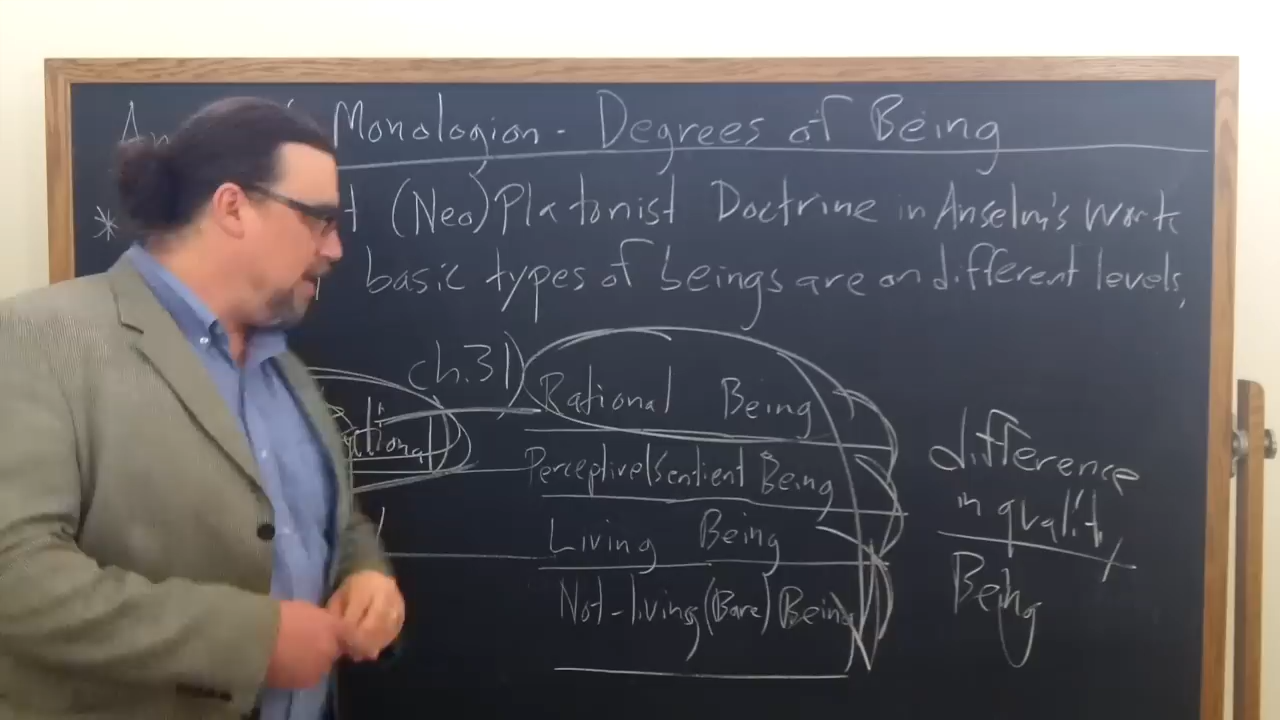 Monologion - Degrees of Being
* (Neo)Platonist Doctrine in Anselm's Work
basic types of beings are on different levels,
ch.31) Rational Being
Perceptive/Sentient Being
Living Being
Not-living (Bare) Being
difference
in quality
Being